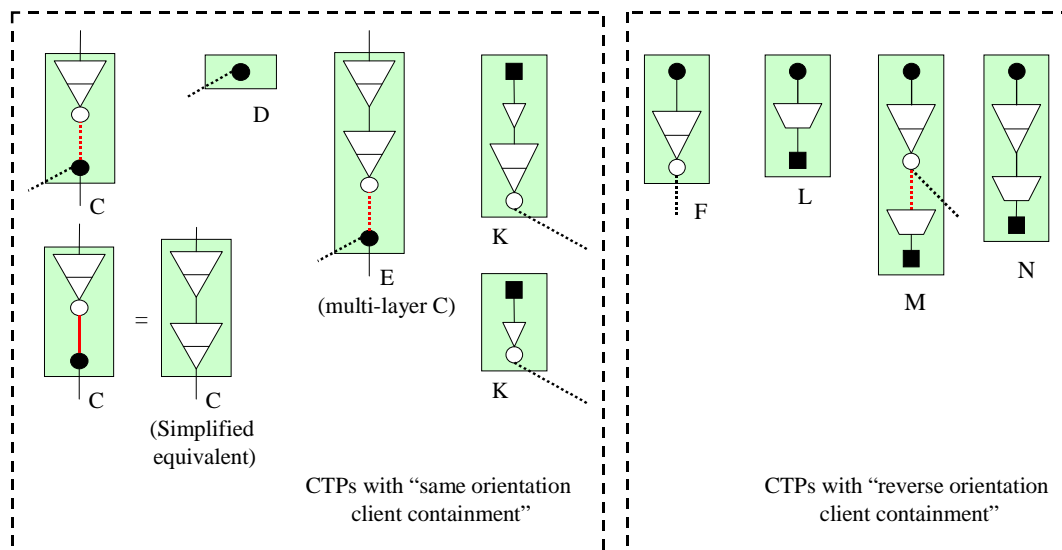 C
D
E
(multi-layer C)
K
K
C
=
C
(Simplified
equivalent)
CTPs with “same orientation
client containment”
F
L
M
N
CTPs with “reverse orientation
client containment”